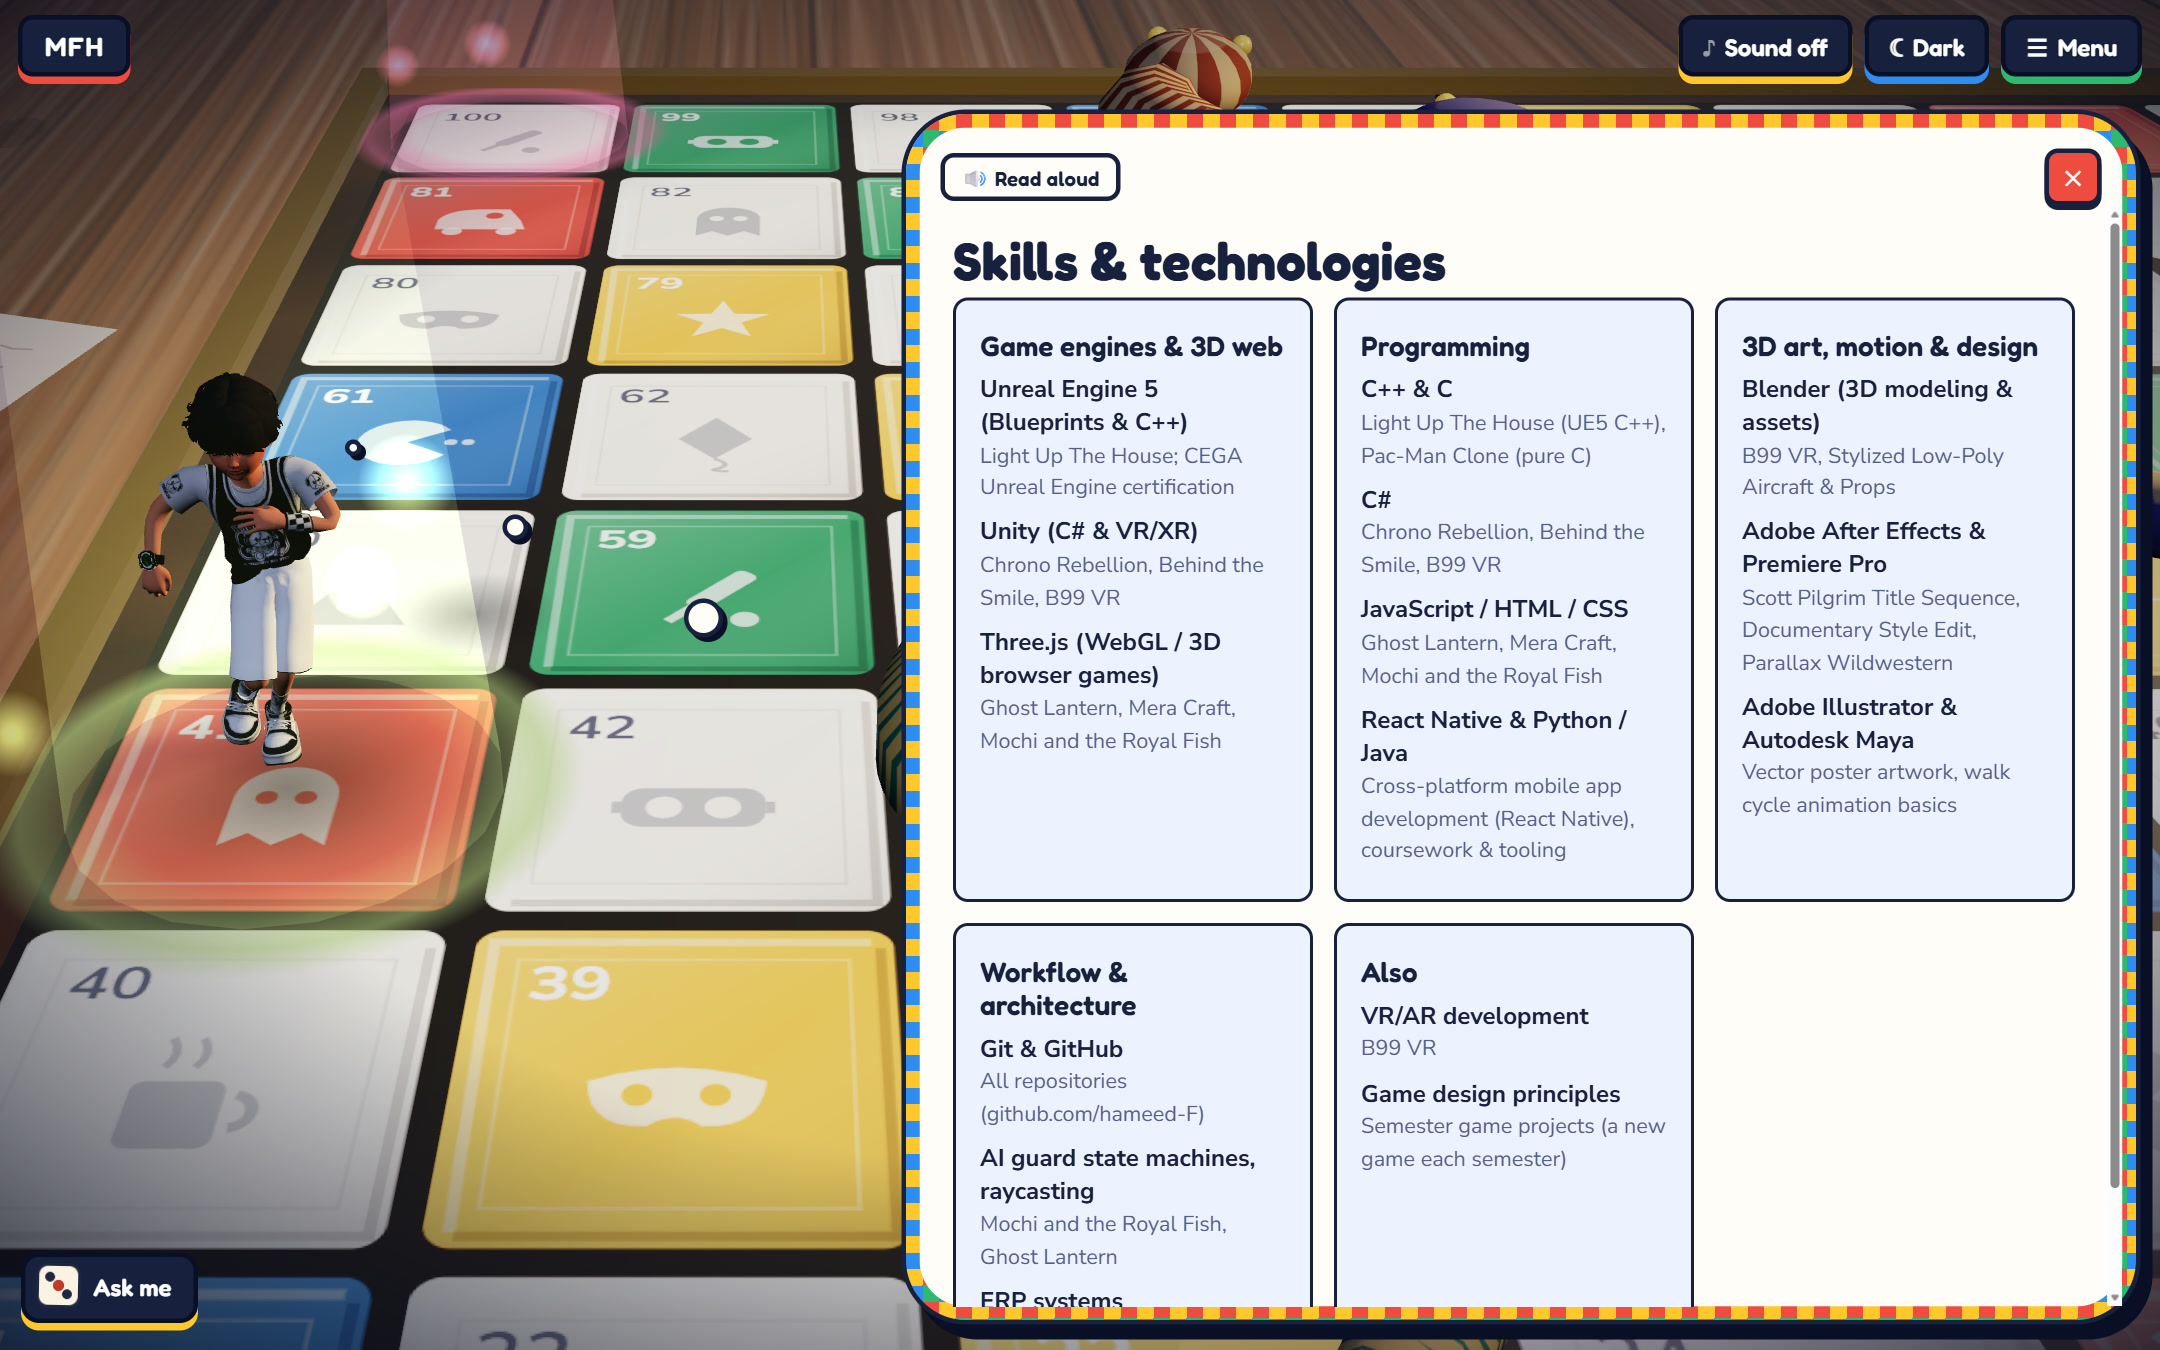 MFH
♪ Sound off
☾ Dark
☰ Menu
100
99
98
81
82
80
79
61
62
59
42
40
39
Ask me
Read aloud
×
Skills & technologies
Game engines & 3D web
Unreal Engine 5
(Blueprints & C++)
Light Up The House; CEGA
Unreal Engine certification
Unity (C# & VR/XR)
Chrono Rebellion, Behind the
Smile, B99 VR
Three.js (WebGL / 3D
browser games)
Ghost Lantern, Mera Craft,
Mochi and the Royal Fish
Programming
C++ & C
Light Up The House (UE5 C++),
Pac-Man Clone (pure C)
C#
Chrono Rebellion, Behind the
Smile, B99 VR
JavaScript / HTML / CSS
Ghost Lantern, Mera Craft,
Mochi and the Royal Fish
React Native & Python /
Java
Cross-platform mobile app
development (React Native),
coursework & tooling
3D art, motion & design
Blender (3D modeling &
assets)
B99 VR, Stylized Low-Poly
Aircraft & Props
Adobe After Effects &
Premiere Pro
Scott Pilgrim Title Sequence,
Documentary Style Edit,
Parallax Wildwestern
Adobe Illustrator &
Autodesk Maya
Vector poster artwork, walk
cycle animation basics
Workflow &
architecture
Git & GitHub
All repositories
(github.com/hameed-F)
AI guard state machines,
raycasting
Mochi and the Royal Fish,
Ghost Lantern
ERP systems
Also
VR/AR development
B99 VR
Game design principles
Semester game projects (a new
game each semester)